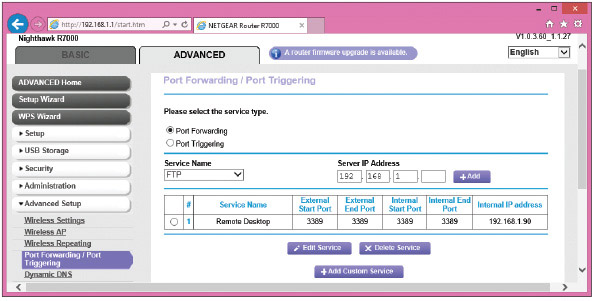 http://192.168.1.1/start.htm
NETGEAR Router R7000
Nighthawk R7000
V1.0.3.60_1.1.27
BASIC
ADVANCED
A router firmware upgrade is available.
English
ADVANCED Home
Setup Wizard
WPS Wizard
Setup
USB Storage
Security
Administration
Advanced Setup
Wireless Settings
Wireless AP
Wireless Repeating
Port Forwarding / Port
Triggering
Dynamic DNS
Port Forwarding / Port Triggering
Please select the service type.
Port Forwarding
Port Triggering
Service Name
Server IP Address
FTP
192 . 168 . 1 .
+ Add
# Service Name External Start Port External End Port Internal Start Port Internal End Port Internal IP address
1 Remote Desktop 3389 3389 3389 3389 192.168.1.90
Edit Service
X Delete Service
+ Add Custom Service